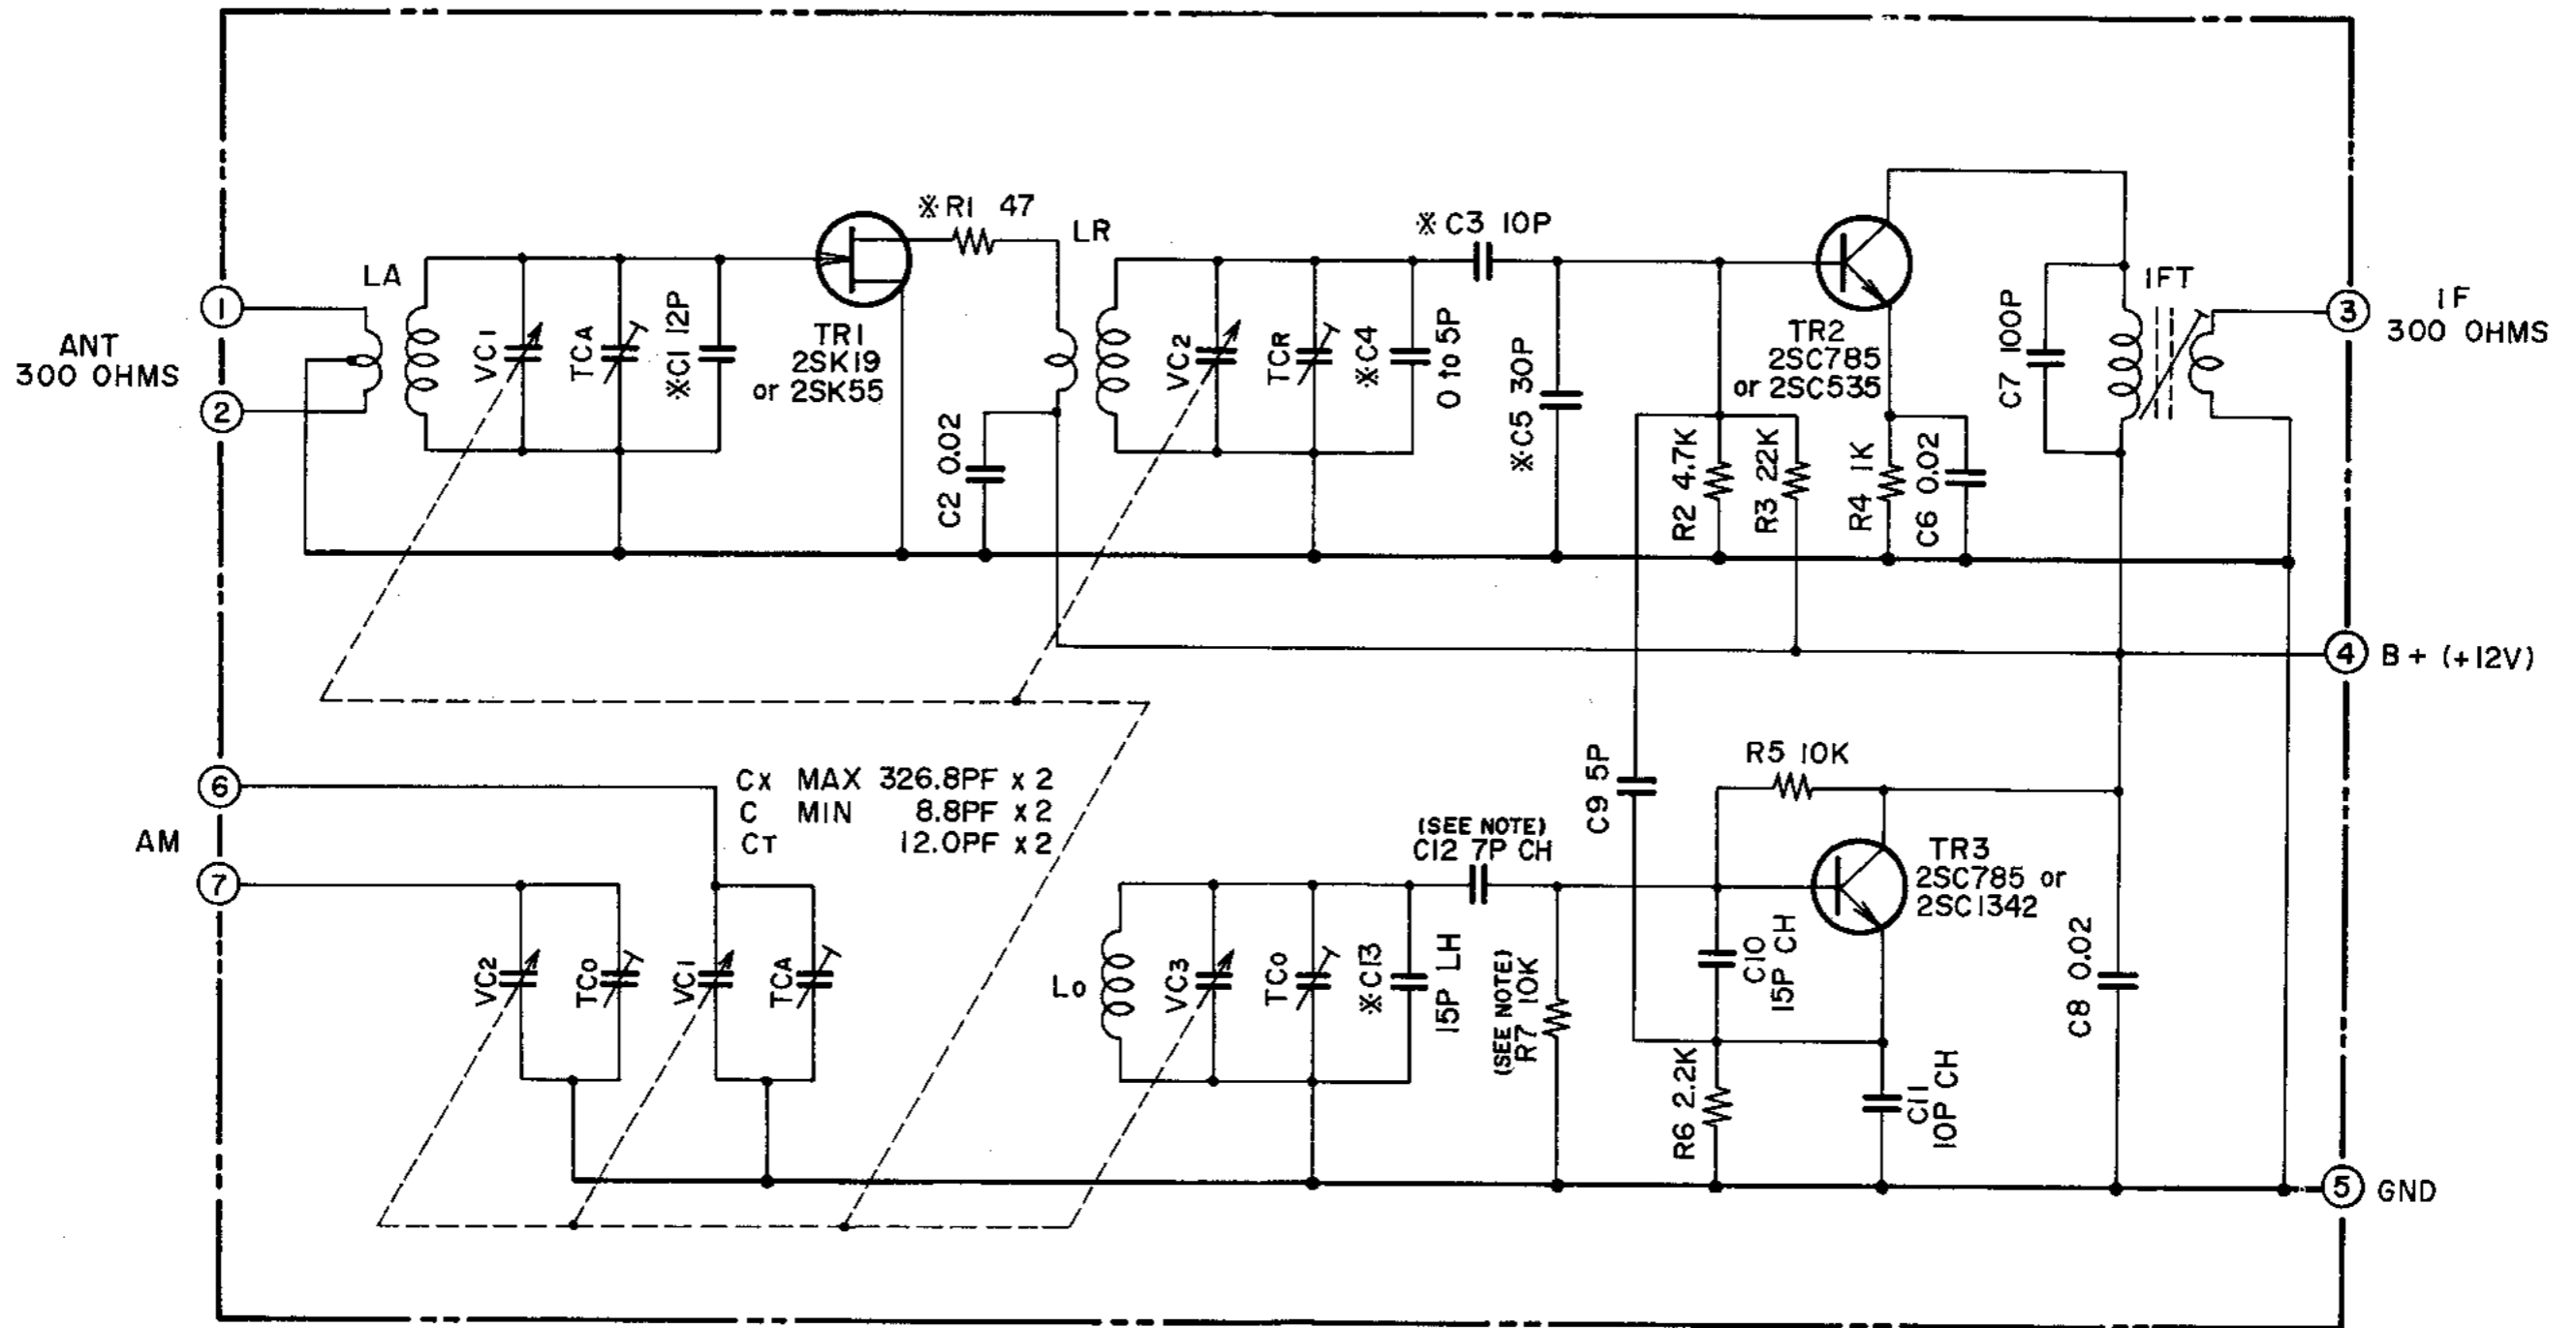 ※R1 47
LR
※C3 10P
LA
1
ANT
300 OHMS
2
VC1
TCA
※C1 12P
TR1
2SK19
or 2SK55
C2 0.02
VC2
TCR
※C4
0 to 5P
※C5 30P
TR2
2SC785
or 2SC535
R2 4.7K
R3 22K
R4 1K
C6 0.02
C7 100P
IFT
3
IF
300 OHMS
4
B+ (+12V)
6
AM
7
Cx MAX 326.8PF x 2
C MIN 8.8PF x 2
CT 12.0PF x 2
VC2
TCo
VC1
TCA
Lo
VC3
TCo
※C13
15P LH
(SEE NOTE)
C12 7P CH
(SEE NOTE)
R7 10K
C9 5P
R5 10K
TR3
2SC785 or
2SC1342
C10
15P CH
R6 2.2K
C11
10P CH
C8 0.02
5
GND